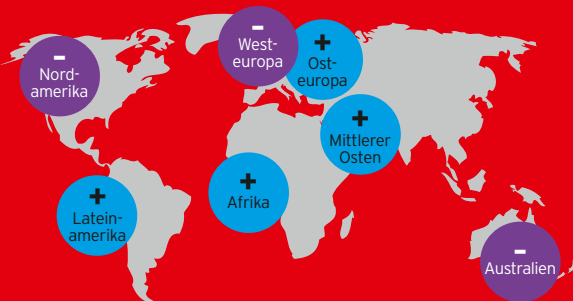 –
Nord-
amerika
–
West-
europa
+
Ost-
europa
+
Mittlerer
Osten
+
Afrika
+
Latein-
amerika
–
Australien